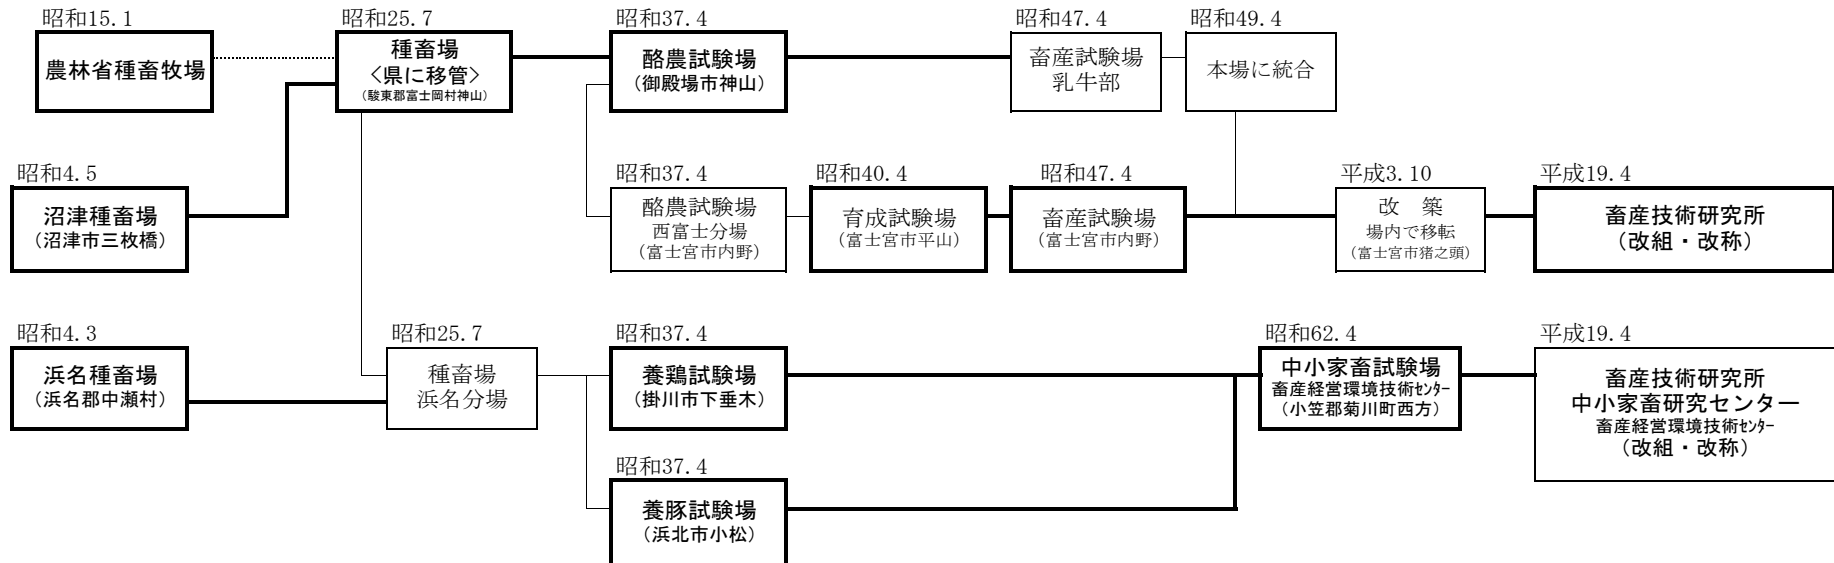 昭和15.1
農林省種畜牧場
昭和25.7
種畜場
<県に移管>
（駿東郡富士岡村神山）
昭和37.4
酪農試験場
（御殿場市神山）
昭和47.4
畜産試験場
乳牛部
昭和49.4
本場に統合
昭和4.5
沼津種畜場
（沼津市三枚橋）
昭和37.4
酪農試験場
西富士分場
（富士宮市内野）
昭和40.4
育成試験場
（富士宮市平山）
昭和47.4
畜産試験場
（富士宮市内野）
平成3.10
改　築
場内で移転
（富士宮市猪之頭）
平成19.4
畜産技術研究所
（改組・改称）
昭和4.3
浜名種畜場
（浜名郡中瀬村）
昭和25.7
種畜場
浜名分場
昭和37.4
養鶏試験場
（掛川市下垂木）
昭和37.4
養豚試験場
（浜北市小松）
昭和62.4
中小家畜試験場
畜産経営環境技術ｾﾝﾀｰ
（小笠郡菊川町西方）
平成19.4
畜産技術研究所
中小家畜研究センター
畜産経営環境技術ｾﾝﾀｰ
（改組・改称）